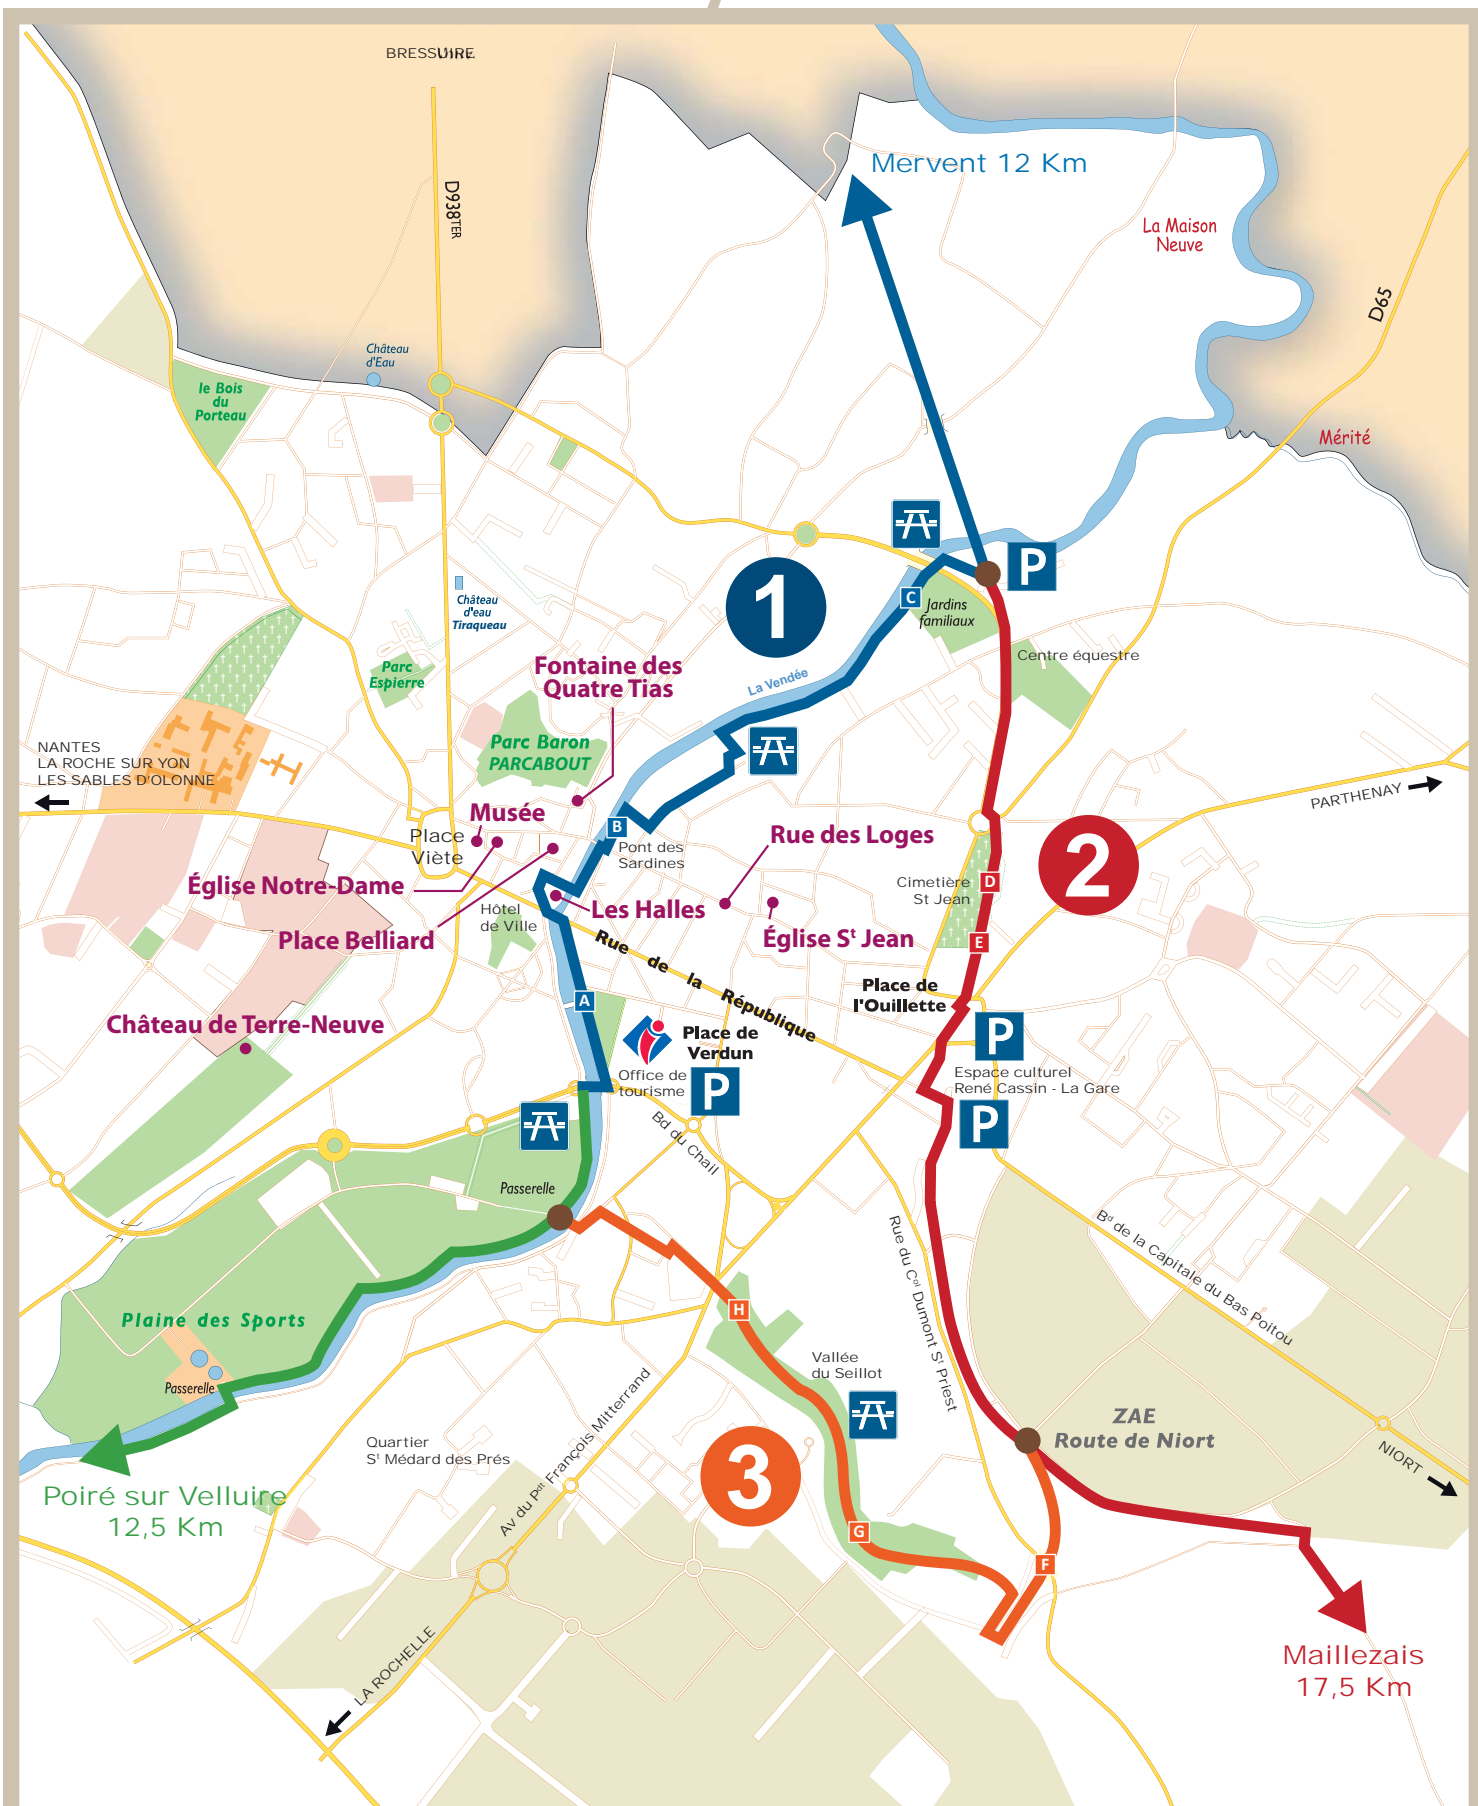 BRESSUIRE
D938TER
Mervent 12 Km
La Maison
Neuve
D65
Mérité
Château
d'Eau
le Bois
du
Porteau
Château
d'eau
Tiraqueau
Parc
Espierre
1
P
C
Jardins
familiaux
Centre équestre
Fontaine des
Quatre Tias
La Vendée
Parc Baron
PARCABOUT
NANTES
LA ROCHE SUR YON
LES SABLES D'OLONNE
PARTHENAY
Musée
Place
Viète
B
Pont des
Sardines
Rue des Loges
2
Église Notre-Dame
Cimetière
St Jean
D
Hôtel
de Ville
Les Halles
Place Belliard
Église St Jean
E
Rue de la République
Place de
l'Ouillette
A
Château de Terre-Neuve
Place de
Verdun
P
Office de
tourisme
P
Espace culturel
René Cassin - La Gare
P
Bd du Chail
Passerelle
Rue du Col Dumont St Priest
Bd de la Capitale du Bas Poitou
H
Plaine des Sports
Passerelle
Vallée
du Seillot
ZAE
Route de Niort
NIORT
Quartier
St Médard des Prés
Av du Pdt François Mitterrand
3
Poiré sur Velluire
12,5 Km
G
F
LA ROCHELLE
Maillezais
17,5 Km